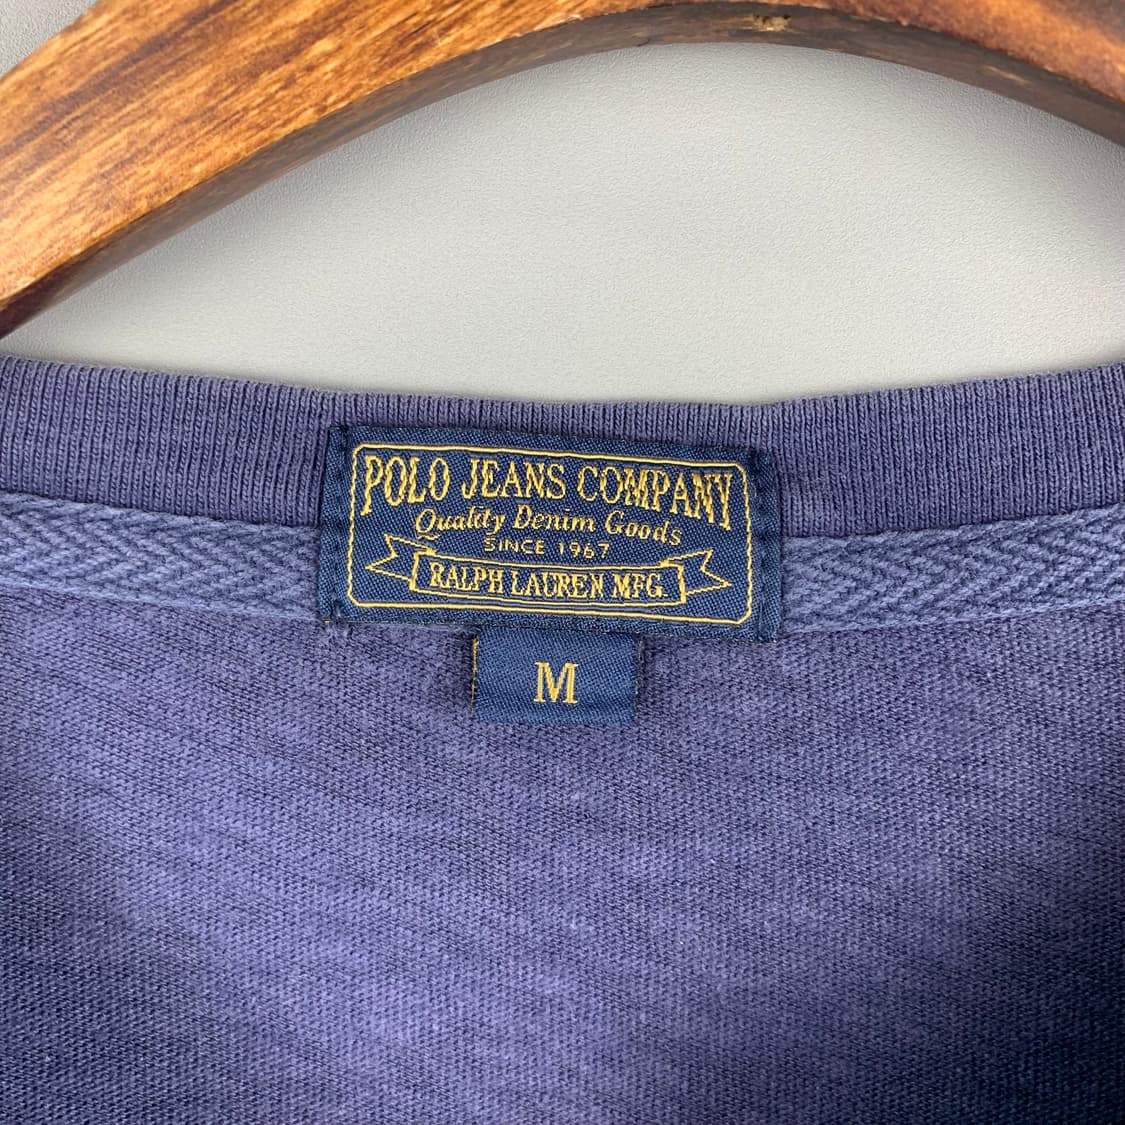 POLO JEANS COMPANY
Quality Denim Goods
SINCE 1967
RALPH LAUREN MFG.
M